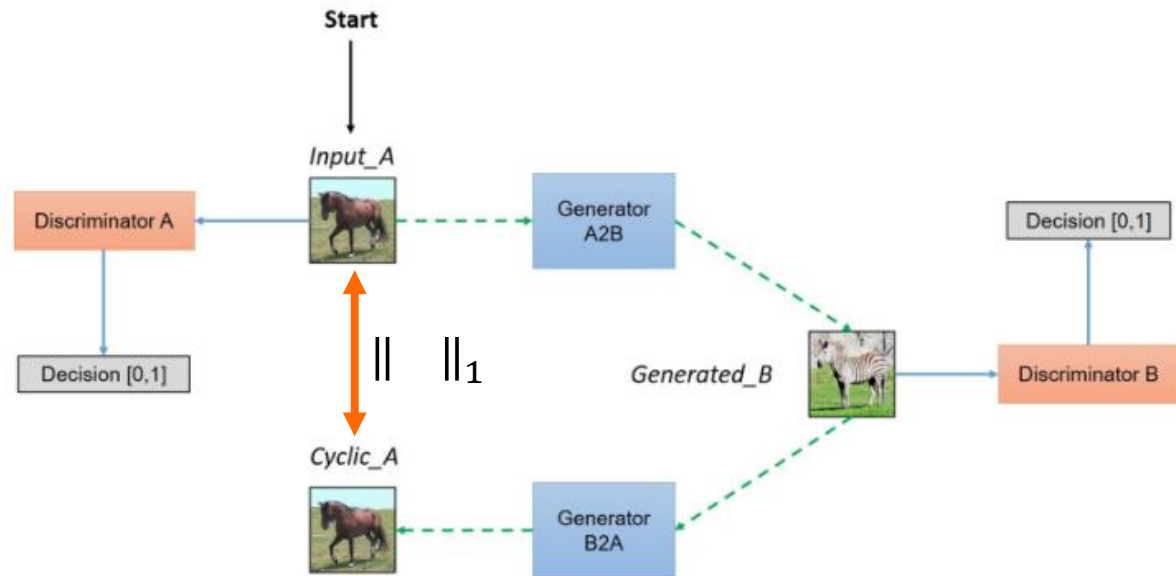 Start
Input_A
Discriminator A
Generator
A2B
Decision [0,1]
Decision [0,1]
‖ ‖₁
Generated_B
Discriminator B
Cyclic_A
Generator
B2A